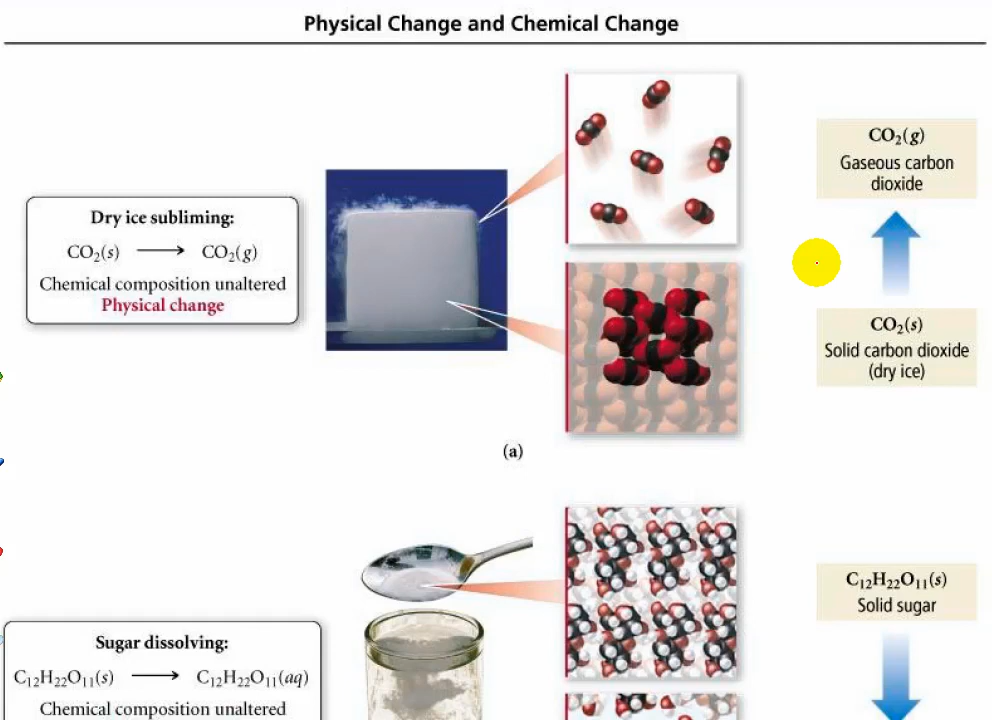 Physical Change and Chemical Change
CO₂(g)
Gaseous carbon
dioxide
Dry ice subliming:
CO₂(s) ⟶ CO₂(g)
Chemical composition unaltered
Physical change
CO₂(s)
Solid carbon dioxide
(dry ice)
(a)
C₁₂H₂₂O₁₁(s)
Solid sugar
Sugar dissolving:
C₁₂H₂₂O₁₁(s) ⟶ C₁₂H₂₂O₁₁(aq)
Chemical composition unaltered